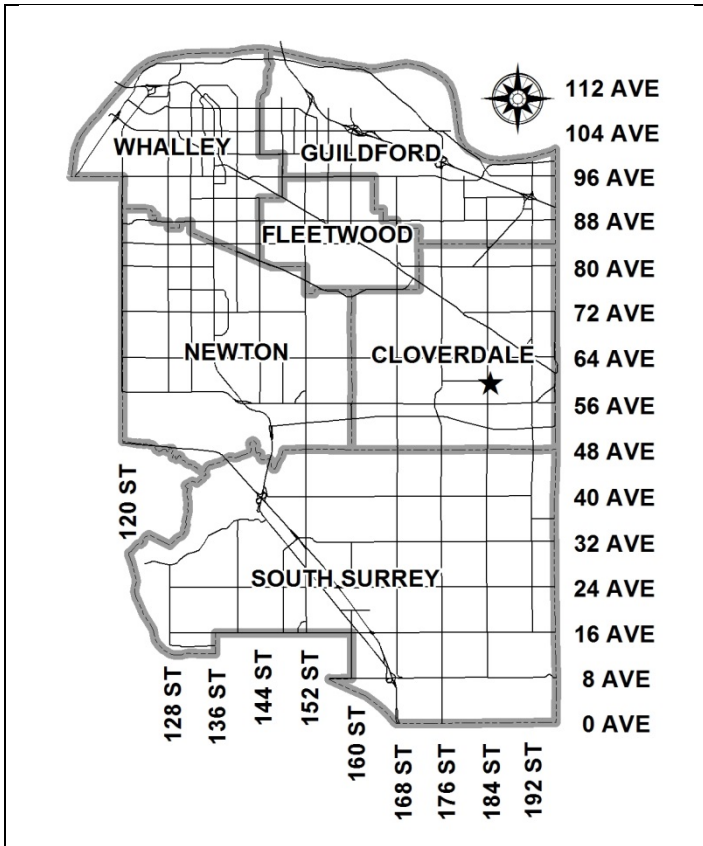 112 AVE
104 AVE
WHALLEY
GUILDFORD
96 AVE
88 AVE
FLEETWOOD
80 AVE
72 AVE
NEWTON
CLOVERDALE
64 AVE
56 AVE
48 AVE
120 ST
40 AVE
32 AVE
SOUTH SURREY
24 AVE
16 AVE
8 AVE
0 AVE
128 ST
136 ST
144 ST
152 ST
160 ST
168 ST
176 ST
184 ST
192 ST